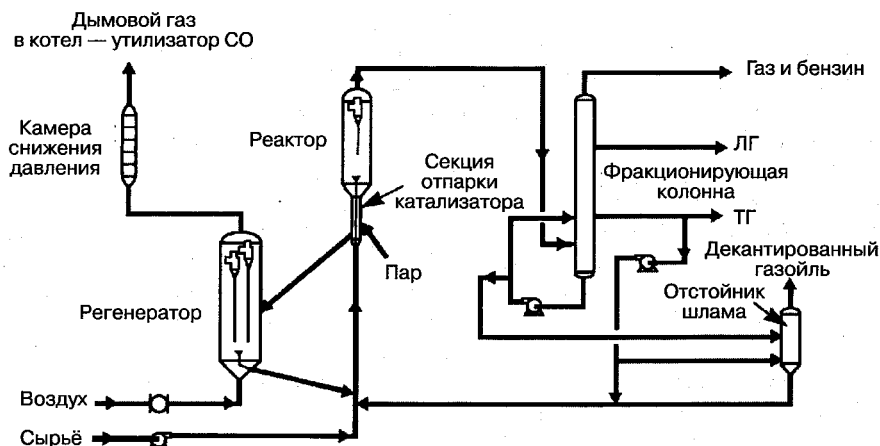 Дымовой газ
в котел — утилизатор CO
Камера
снижения
давления
Реактор
Секция
отпарки
катализатора
Пар
Регенератор
Воздух
Сырьё
Газ и бензин
ЛГ
Фракционирующая
колонна
ТГ
Декантированный
газойль
Отстойник
шлама